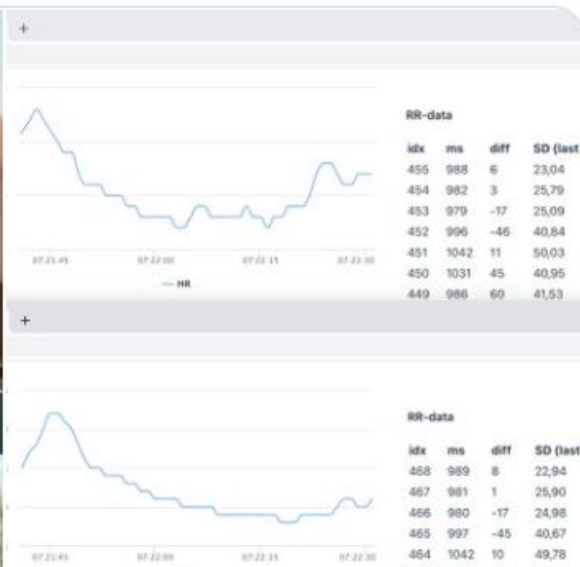 +
RR-data
idx ms diff SD (last
455 988 6 23,04
454 982 3 25,79
453 979 -17 25,09
452 996 -46 40,84
451 1042 11 50,03
450 1031 45 40,95
449 986 60 41,53
07:21:45 07:22:00 07:22:15 07:22:30
HR
+
RR-data
idx ms diff SD (last
468 989 8 22,94
467 981 1 25,90
466 980 -17 24,98
465 997 -45 40,67
464 1042 10 49,78
07:21:45 07:22:00 07:22:15 07:22:30